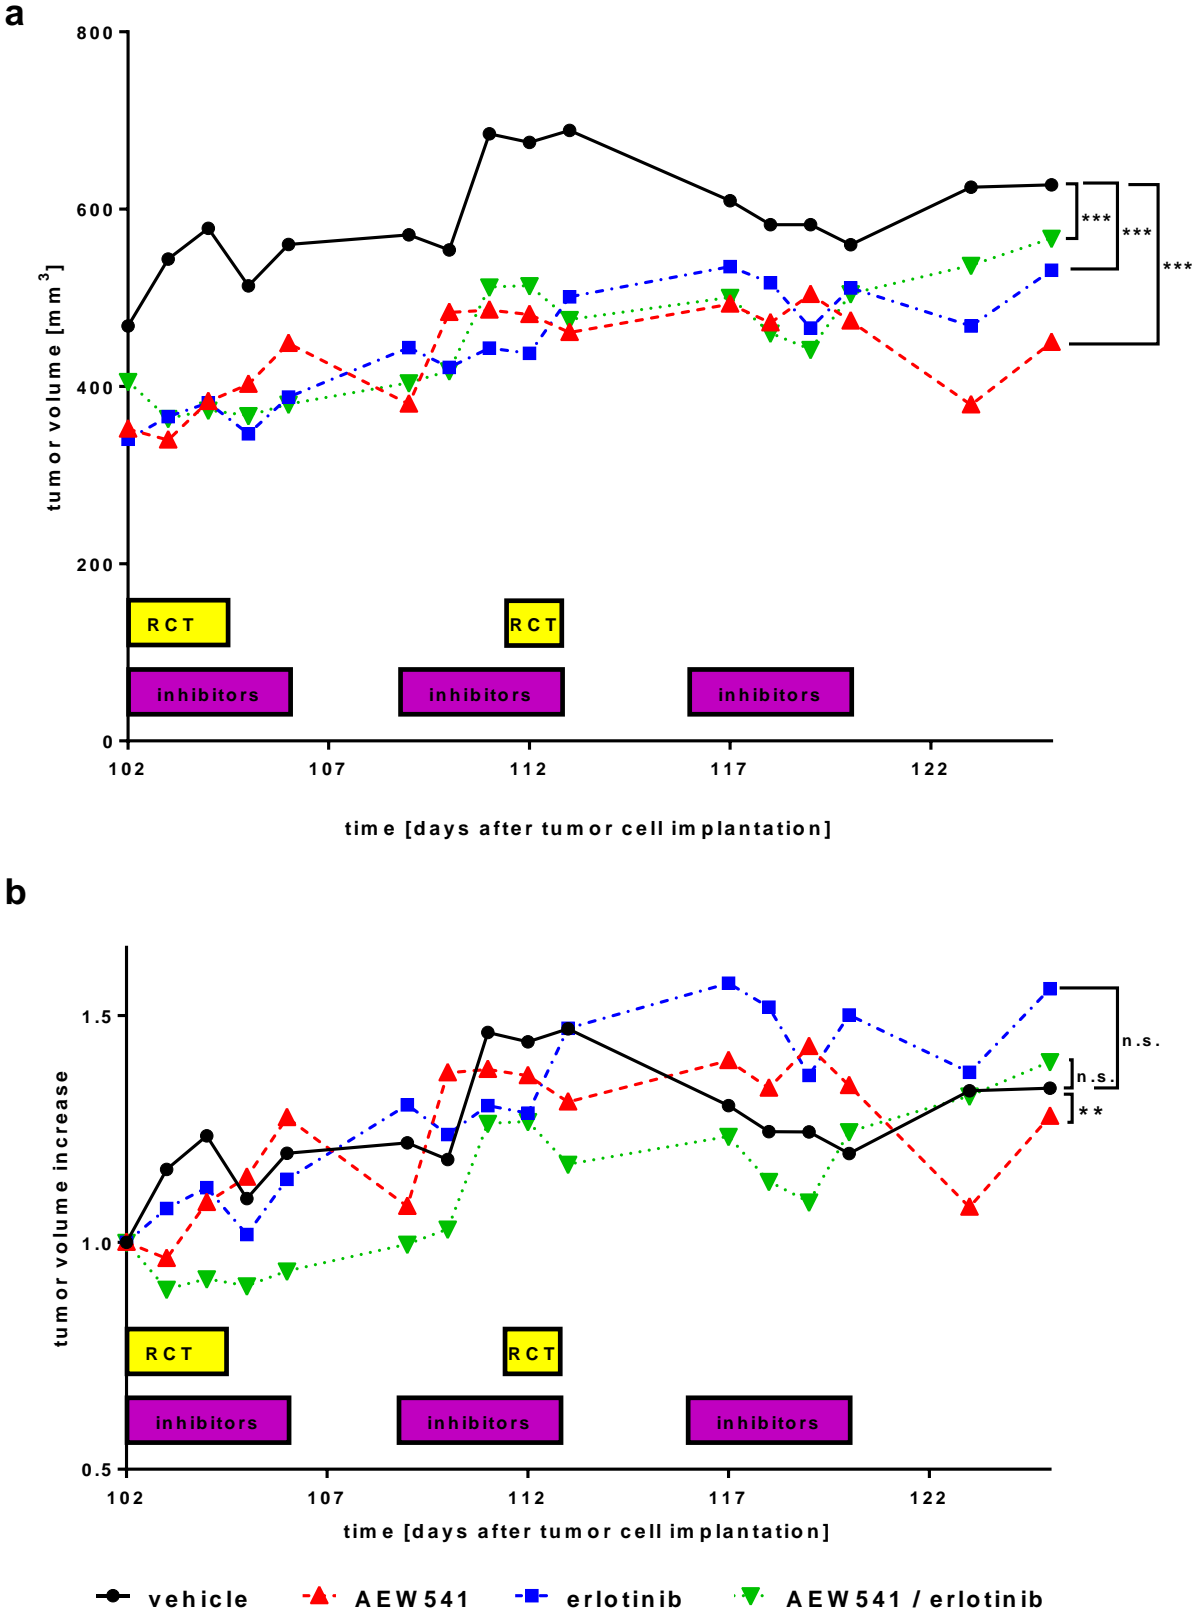 a
800
600
400
200
0
tumor volume [mm³]
***
***
***
RCT
RCT
inhibitors
inhibitors
inhibitors
102
107
112
117
122
time [days after tumor cell implantation]
b
1.5
1.0
0.5
tumor volume increase
n.s.
n.s.
**
RCT
RCT
inhibitors
inhibitors
inhibitors
102
107
112
117
122
time [days after tumor cell implantation]
vehicle
AEW541
erlotinib
AEW541 / erlotinib